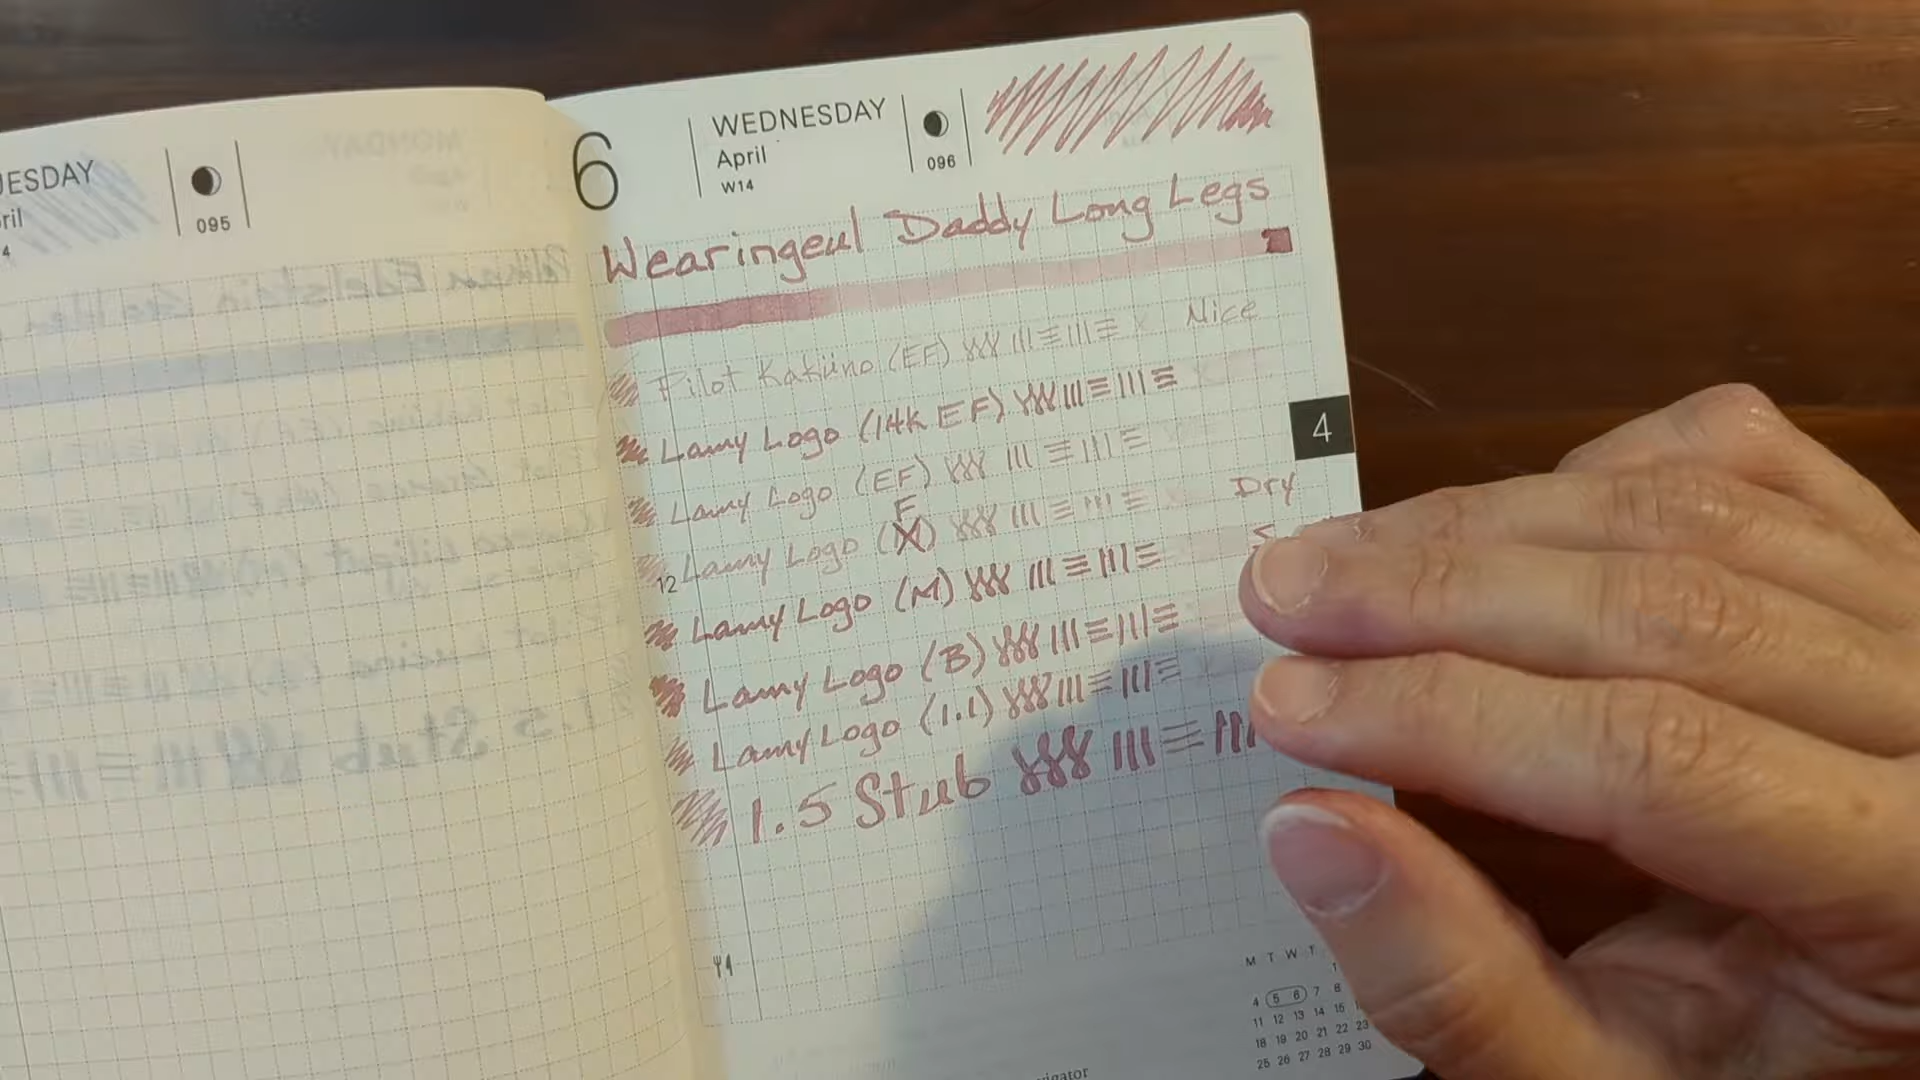 ril
095
6
WEDNESDAY
April
W14
096
Wearingeul Daddy Long Legs
Pilot Kakuno (EF) Nice
Lamy Logo (14k EF)
4
Lamy Logo (EF)
Dry
F
12 Lamy Logo (X)
Lamy Logo (M)
Lamy Logo (B)
Lamy Logo (1.1)
1.5 Stub
M T W T
1
4 5 6 7 8
11 12 13 14 15
18 19 20 21 22 23
25 26 27 28 29 30